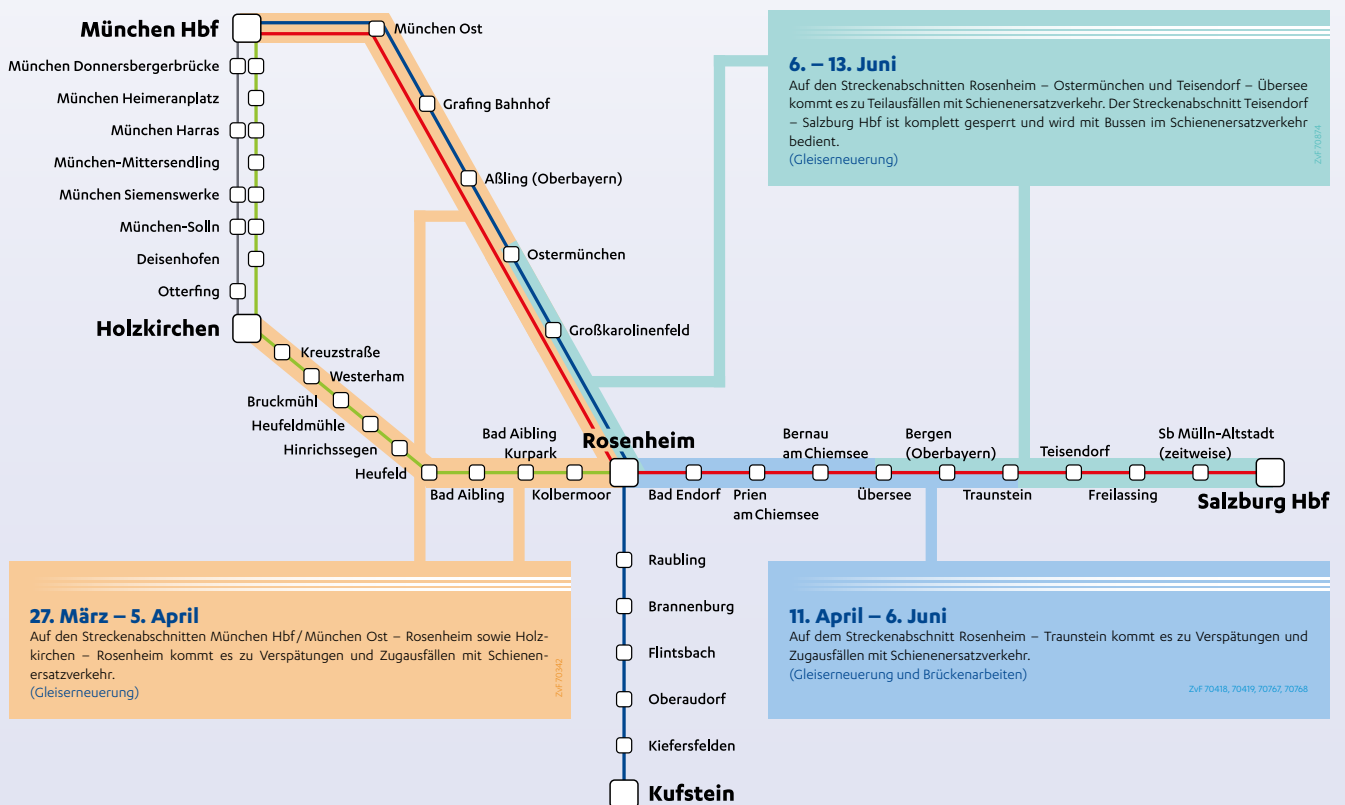 München Hbf
München Donnersbergerbrücke
München Heimeranplatz
München Harras
München-Mittersendling
München Siemenswerke
München-Solln
Deisenhofen
Otterfing
Holzkirchen
Kreuzstraße
Westerham
Bruckmühl
Heufeldmühle
Hinrichssegen
Heufeld
Bad Aibling
Bad Aibling
Kurpark
Kolbermoor
München Ost
Grafing Bahnhof
Aßling (Oberbayern)
Ostermünchen
Großkarolinenfeld
Rosenheim
Bad Endorf
Prien
am Chiemsee
Bernau
am Chiemsee
Übersee
Bergen
(Oberbayern)
Traunstein
Teisendorf
Freilassing
Sb Mülln-Altstadt
(zeitweise)
Salzburg Hbf
Raubling
Brannenburg
Flintsbach
Oberaudorf
Kiefersfelden
Kufstein
6. – 13. Juni
Auf den Streckenabschnitten Rosenheim – Ostermünchen und Teisendorf – Übersee
kommt es zu Teilausfällen mit Schienenersatzverkehr. Der Streckenabschnitt Teisendorf
– Salzburg Hbf ist komplett gesperrt und wird mit Bussen im Schienenersatzverkehr
bedient.
(Gleiserneuerung)
ZvF 70874
27. März – 5. April
Auf den Streckenabschnitten München Hbf/München Ost – Rosenheim sowie Holz-
kirchen – Rosenheim kommt es zu Verspätungen und Zugausfällen mit Schienen-
ersatzverkehr.
(Gleiserneuerung)
ZvF 70342
11. April – 6. Juni
Auf dem Streckenabschnitt Rosenheim – Traunstein kommt es zu Verspätungen und
Zugausfällen mit Schienenersatzverkehr.
(Gleiserneuerung und Brückenarbeiten)
ZvF 70418, 70419, 70767, 70768